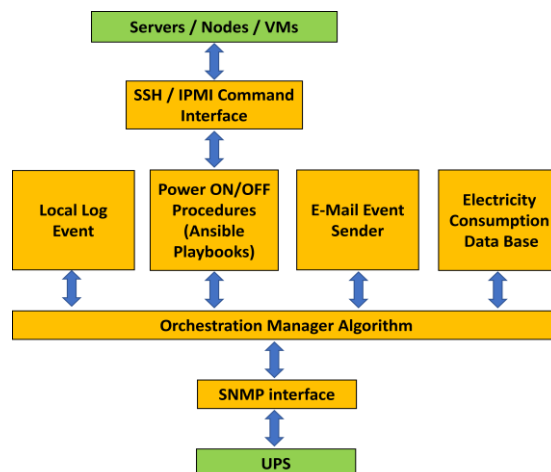 Servers / Nodes / VMs
SSH / IPMI Command
Interface
Local Log
Event
Power ON/OFF
Procedures
(Ansible
Playbooks)
E-Mail Event
Sender
Electricity
Consumption
Data Base
Orchestration Manager Algorithm
SNMP interface
UPS